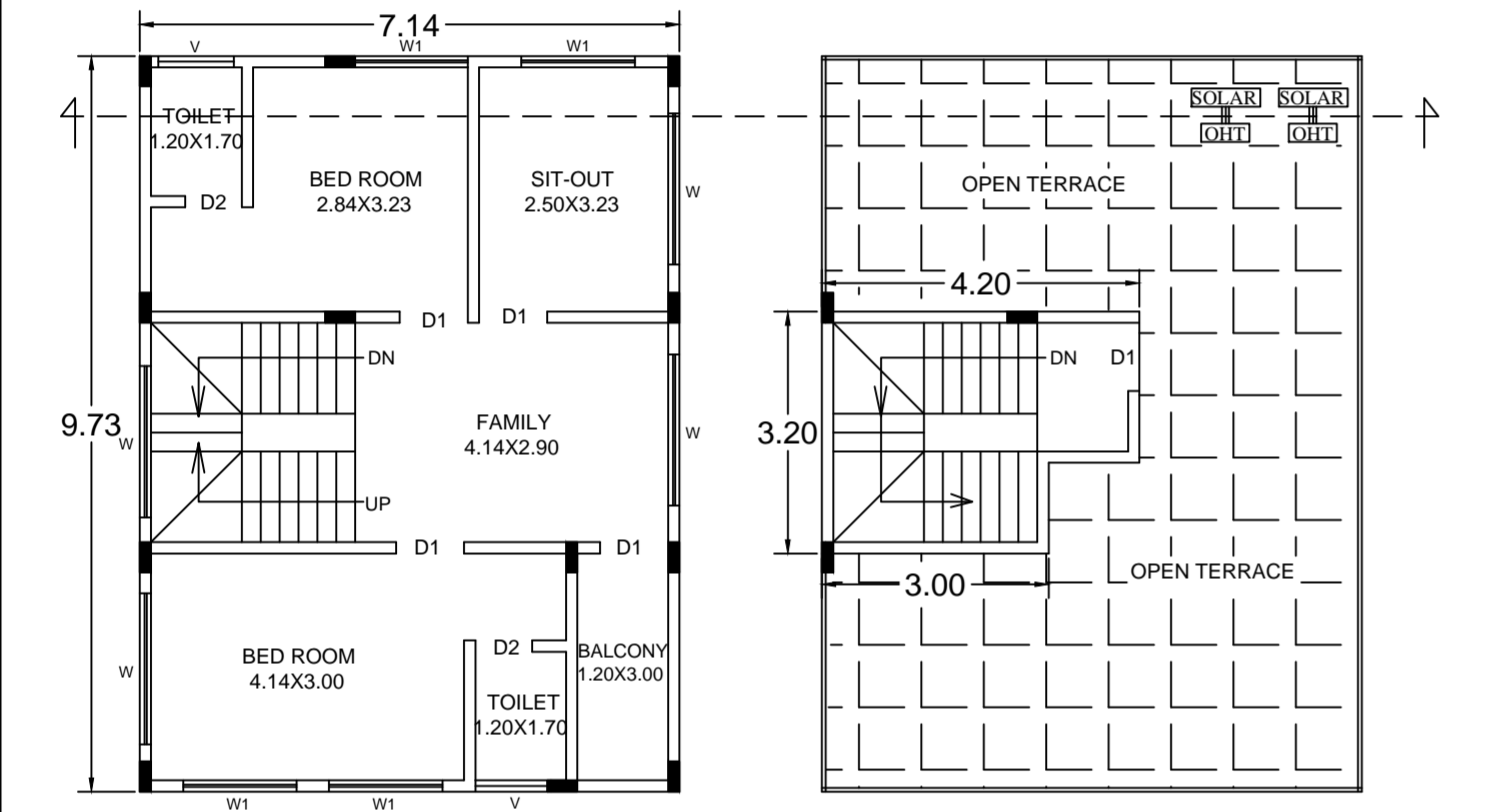 7.14
V
W1
W1
TOILET
1.20X1.70
BED ROOM
2.84X3.23
SIT-OUT
2.50X3.23
W
D2
D1
D1
DN
9.73
W
FAMILY
4.14X2.90
W
UP
D1
D1
BED ROOM
4.14X3.00
W
D2
TOILET
1.20X1.70
BALCONY
1.20X3.00
W1
W1
V
SOLAR
SOLAR
OHT
OHT
OPEN TERRACE
4.20
DN
D1
3.20
3.00
OPEN TERRACE